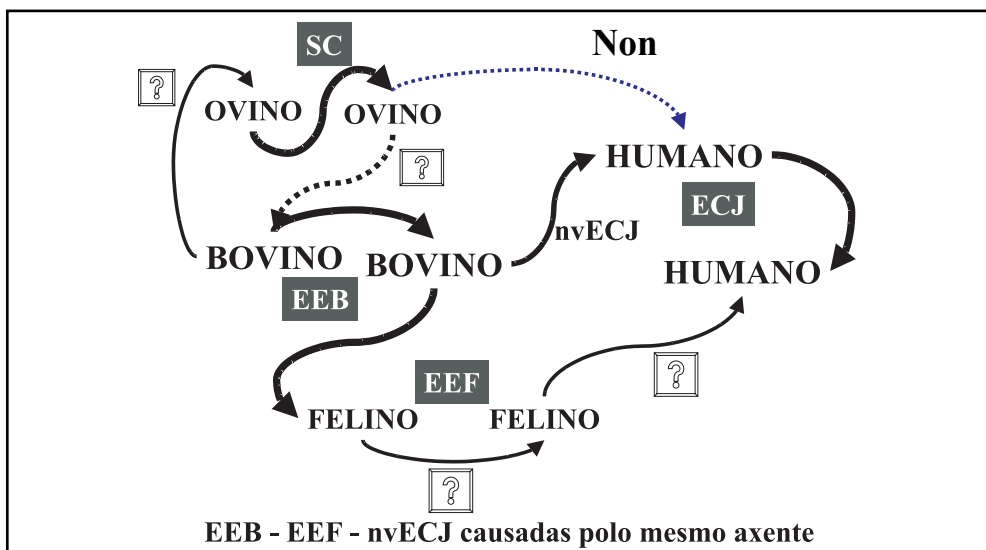 SC
Non
?
OVINO
OVINO
?
HUMANO
ECJ
nvECJ
BOVINO
BOVINO
HUMANO
EEB
EEF
?
FELINO
FELINO
?
EEB - EEF - nvECJ causadas polo mesmo axente